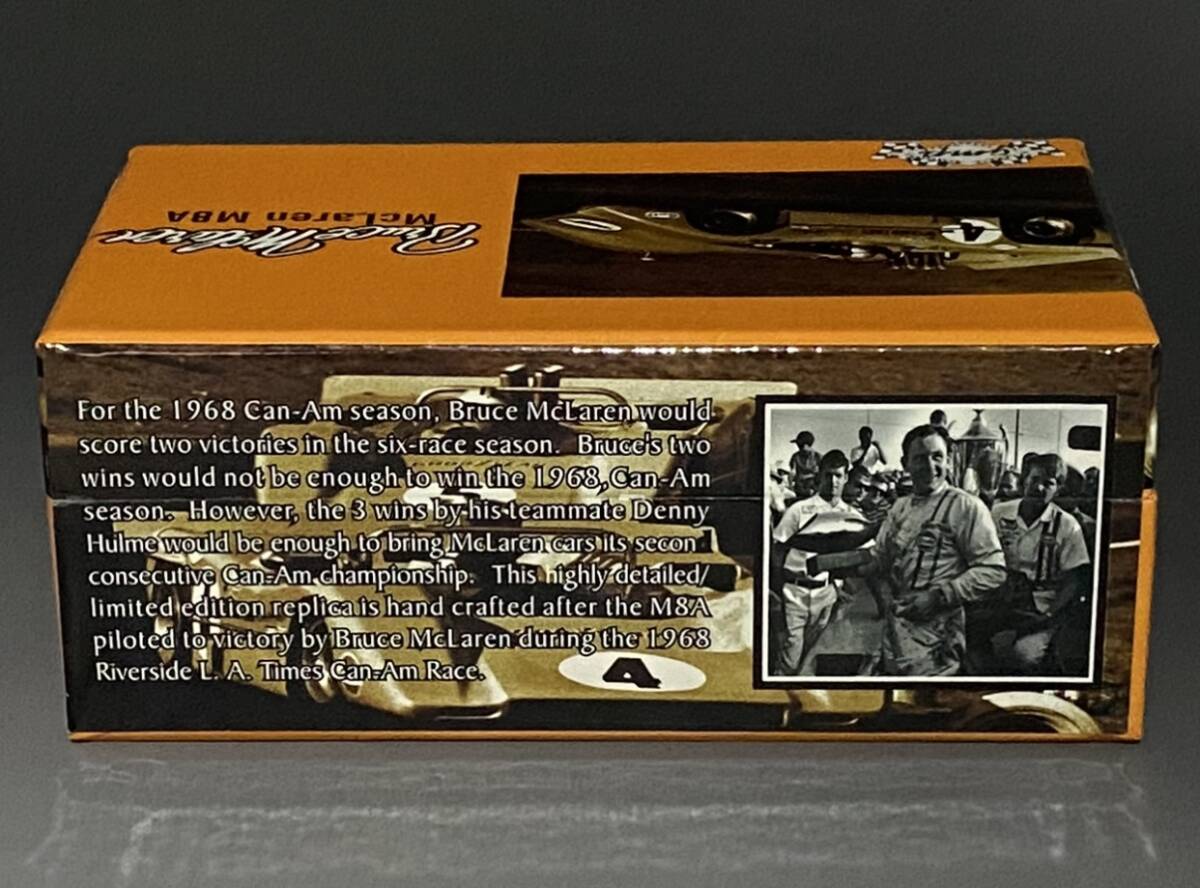 McLaren M8A
Bruce McLaren
4
For the 1968 Can-Am season, Bruce McLaren would
score two victories in the six-race season. Bruce's two
wins would not be enough to win the 1968 Can-Am
season. However, the 3 wins by his teammate Denny
Hulme would be enough to bring McLaren cars its secon
consecutive Can-Am championship. This highly detailed/
limited edition replica is hand crafted after the M8A
piloted to victory by Bruce McLaren during the 1968
Riverside L. A. Times Can-Am Race.
4